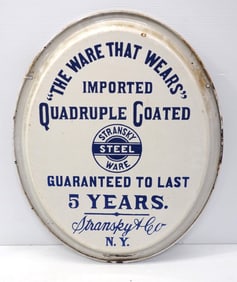 "THE WARE THAT WEARS"
IMPORTED
QUADRUPLE COATED
STRANSKY
STEEL
WARE
GUARANTEED TO LAST
5 YEARS.
Stransky & Co
N.Y.